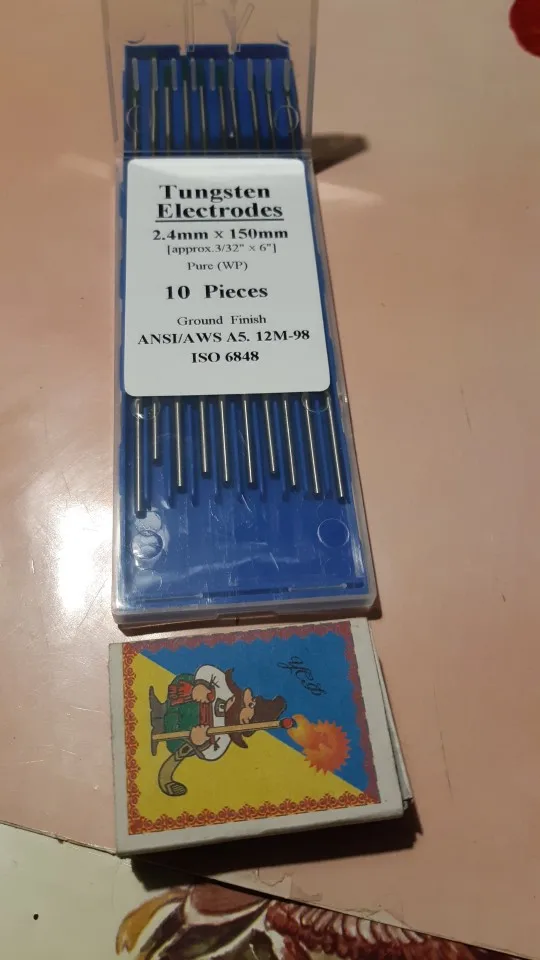 Tungsten
Electrodes
2.4mm x 150mm
[approx.3/32" × 6"]
Pure (WP)
10 Pieces
Ground Finish
ANSI/AWS A5. 12M-98
ISO 6848